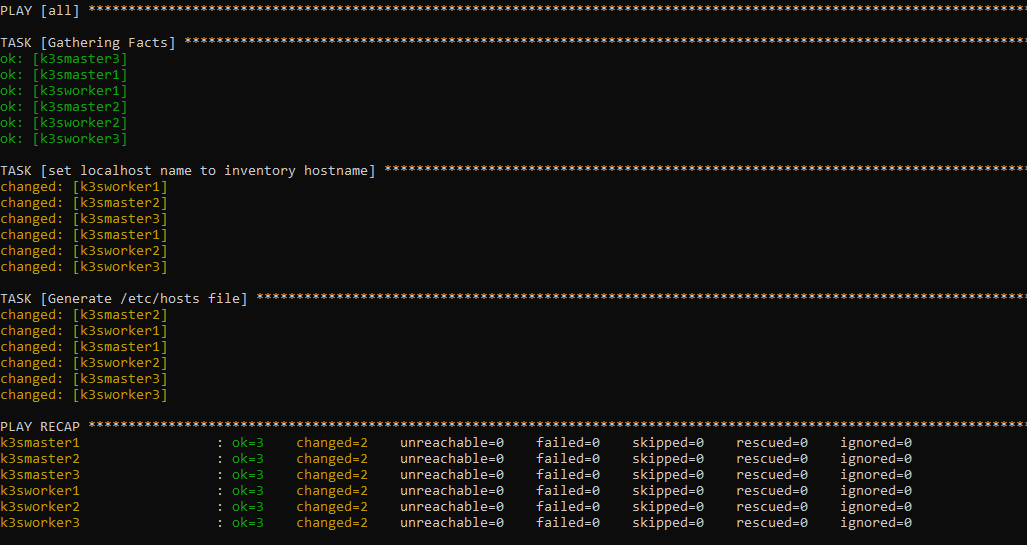 PLAY [all] *********************************************************************************************************************
TASK [Gathering Facts] *********************************************************************************************************
ok: [k3smaster3]
ok: [k3smaster1]
ok: [k3sworker1]
ok: [k3smaster2]
ok: [k3sworker2]
ok: [k3sworker3]
TASK [set localhost name to inventory hostname] ********************************************************************************
changed: [k3sworker1]
changed: [k3smaster2]
changed: [k3smaster3]
changed: [k3smaster1]
changed: [k3sworker2]
changed: [k3sworker3]
TASK [Generate /etc/hosts file] ************************************************************************************************
changed: [k3smaster2]
changed: [k3sworker1]
changed: [k3smaster1]
changed: [k3sworker2]
changed: [k3smaster3]
changed: [k3sworker3]
PLAY RECAP *********************************************************************************************************************
k3smaster1                 : ok=3    changed=2    unreachable=0    failed=0    skipped=0    rescued=0    ignored=0
k3smaster2                 : ok=3    changed=2    unreachable=0    failed=0    skipped=0    rescued=0    ignored=0
k3smaster3                 : ok=3    changed=2    unreachable=0    failed=0    skipped=0    rescued=0    ignored=0
k3sworker1                 : ok=3    changed=2    unreachable=0    failed=0    skipped=0    rescued=0    ignored=0
k3sworker2                 : ok=3    changed=2    unreachable=0    failed=0    skipped=0    rescued=0    ignored=0
k3sworker3                 : ok=3    changed=2    unreachable=0    failed=0    skipped=0    rescued=0    ignored=0